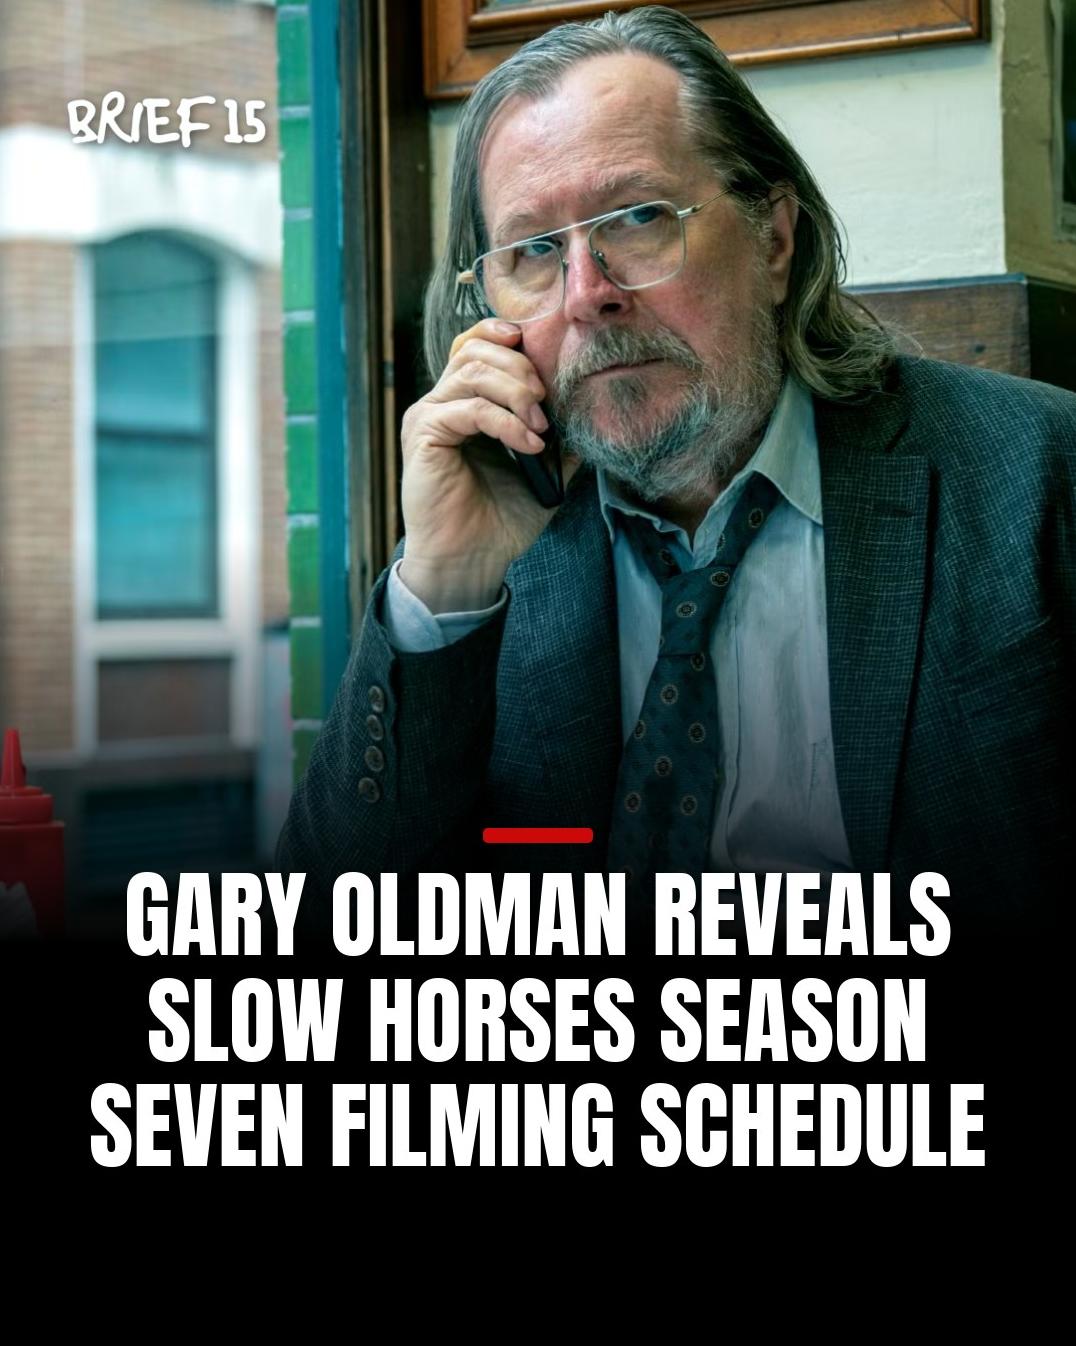 BRIEF 15
GARY OLDMAN REVEALS
SLOW HORSES SEASON
SEVEN FILMING SCHEDULE